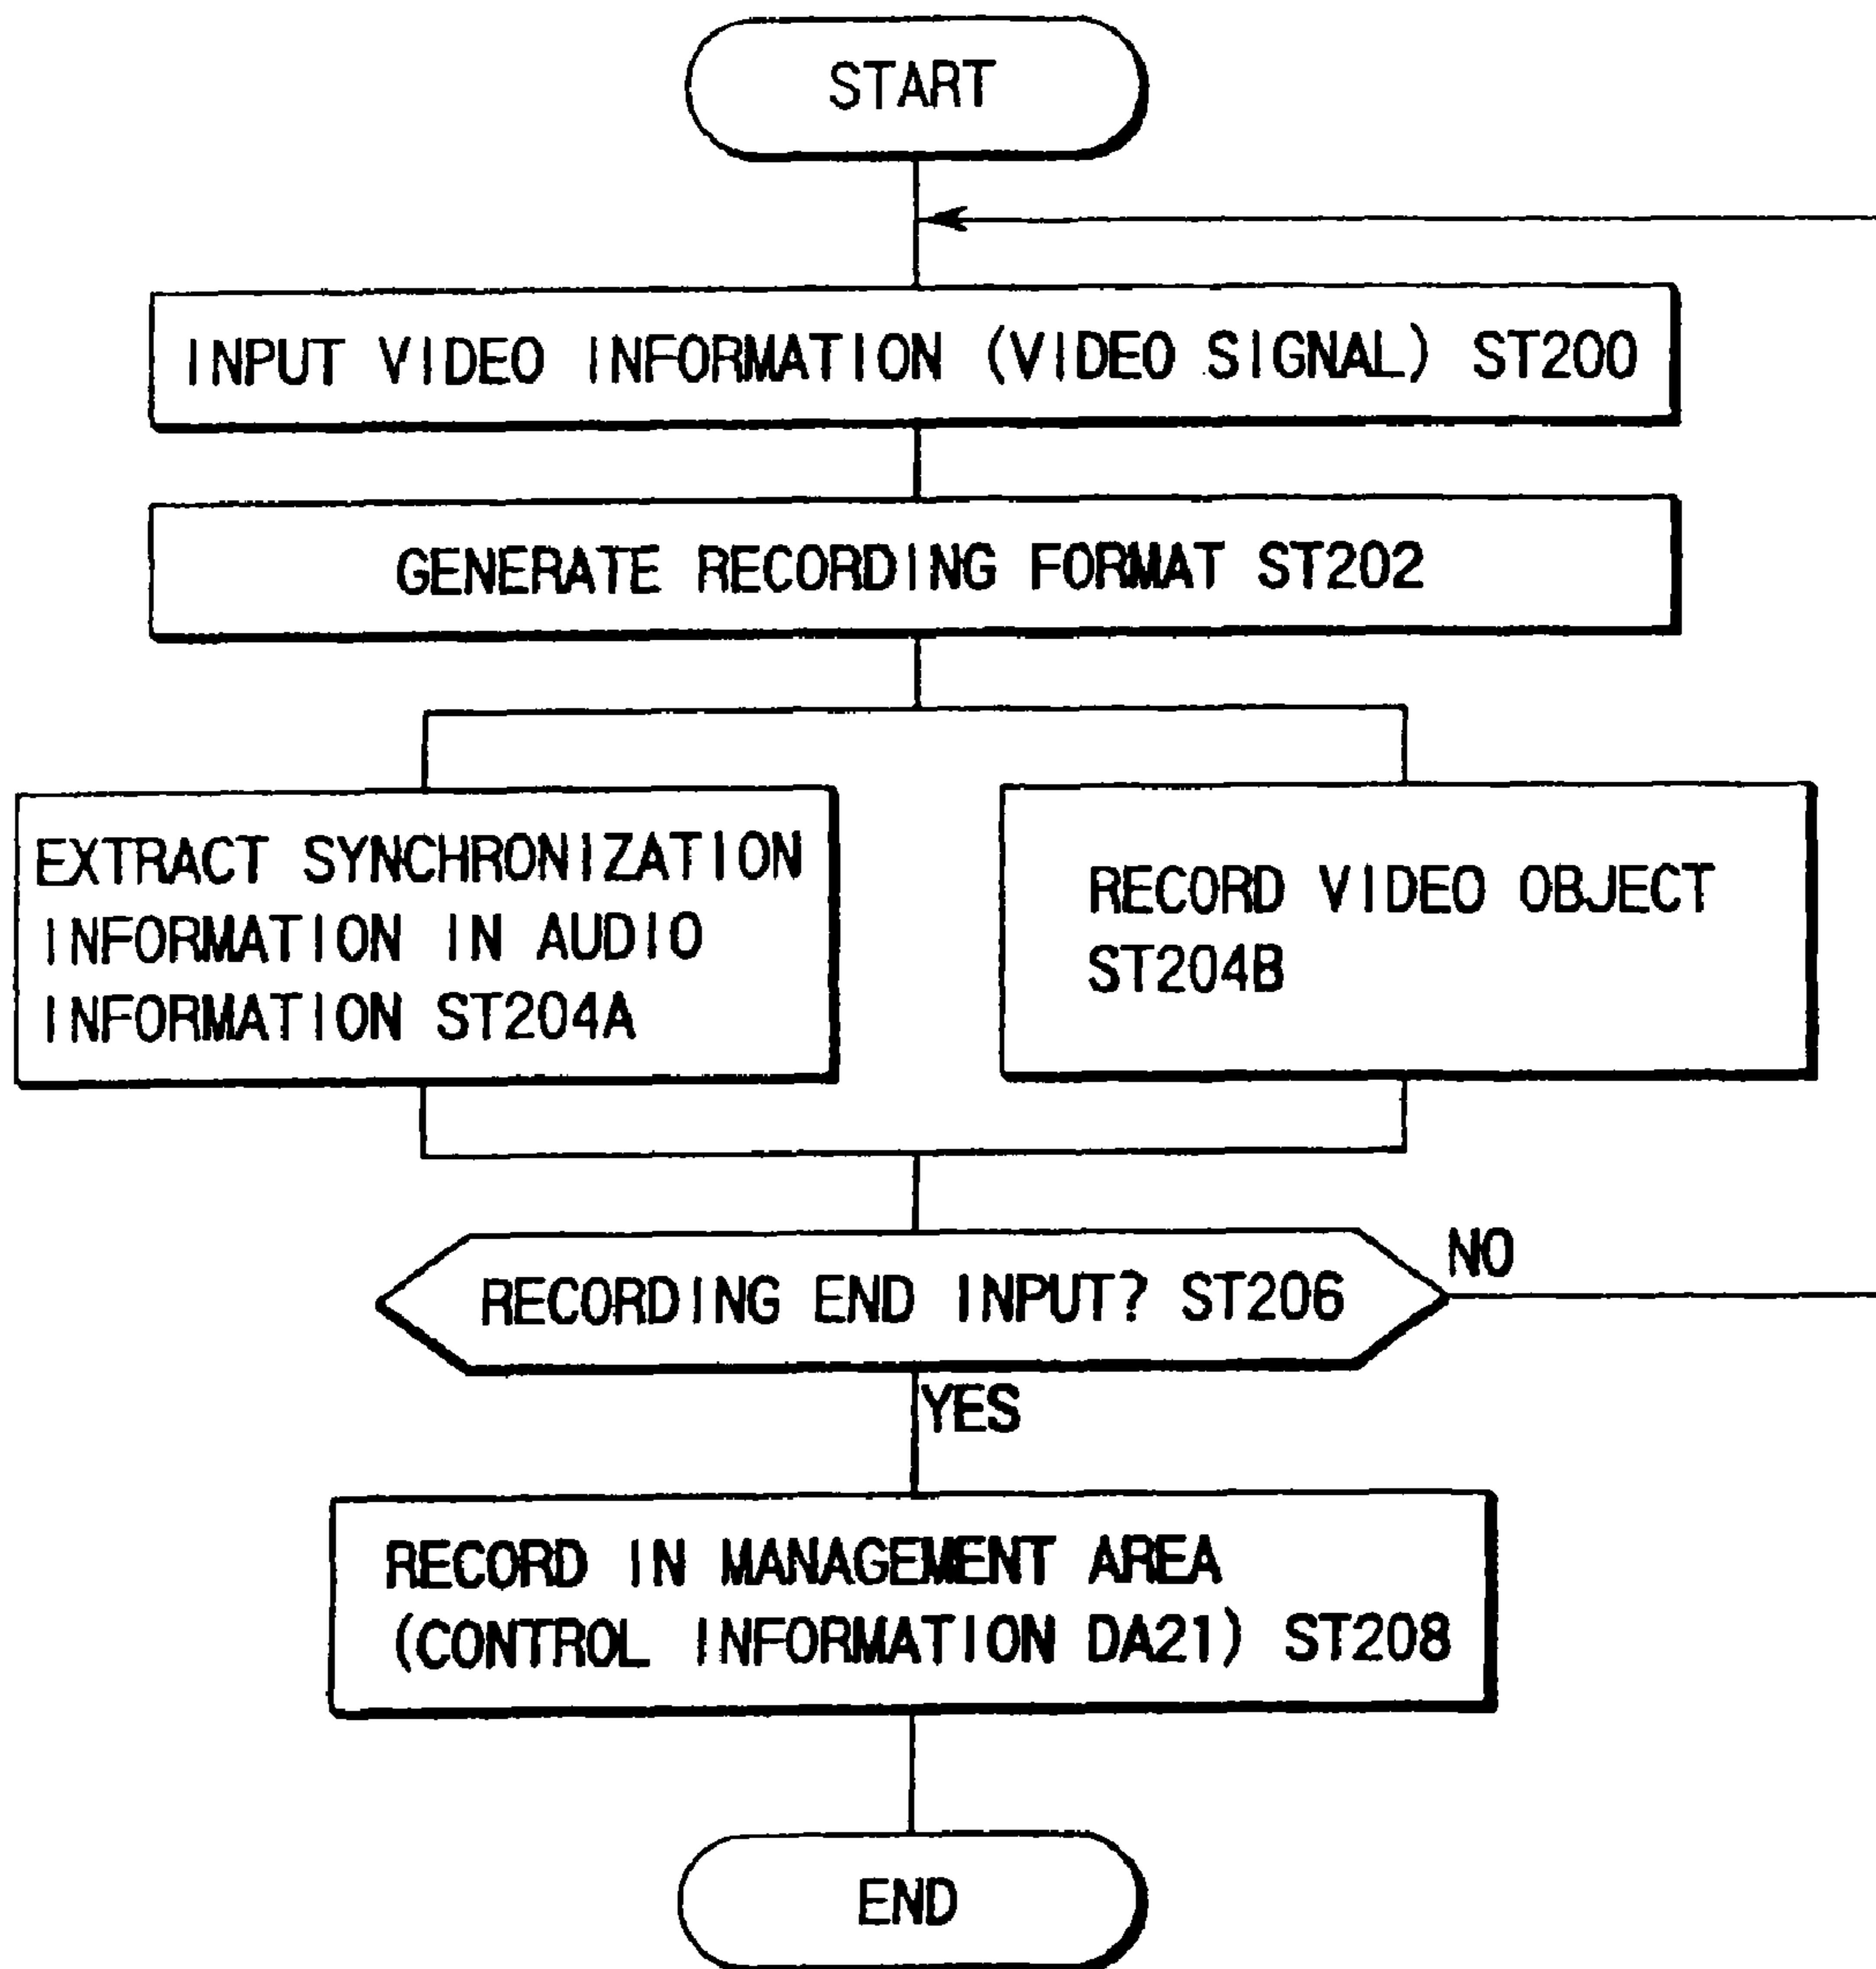 START
INPUT VIDEO INFORMATION (VIDEO SIGNAL) ST200
GENERATE RECORDING FORMAT ST202
EXTRACT SYNCHRONIZATION
INFORMATION IN AUDIO
INFORMATION ST204A
RECORD VIDEO OBJECT
ST204B
RECORDING END INPUT? ST206
NO
YES
RECORD IN MANAGEMENT AREA
(CONTROL INFORMATION DA21) ST208
END